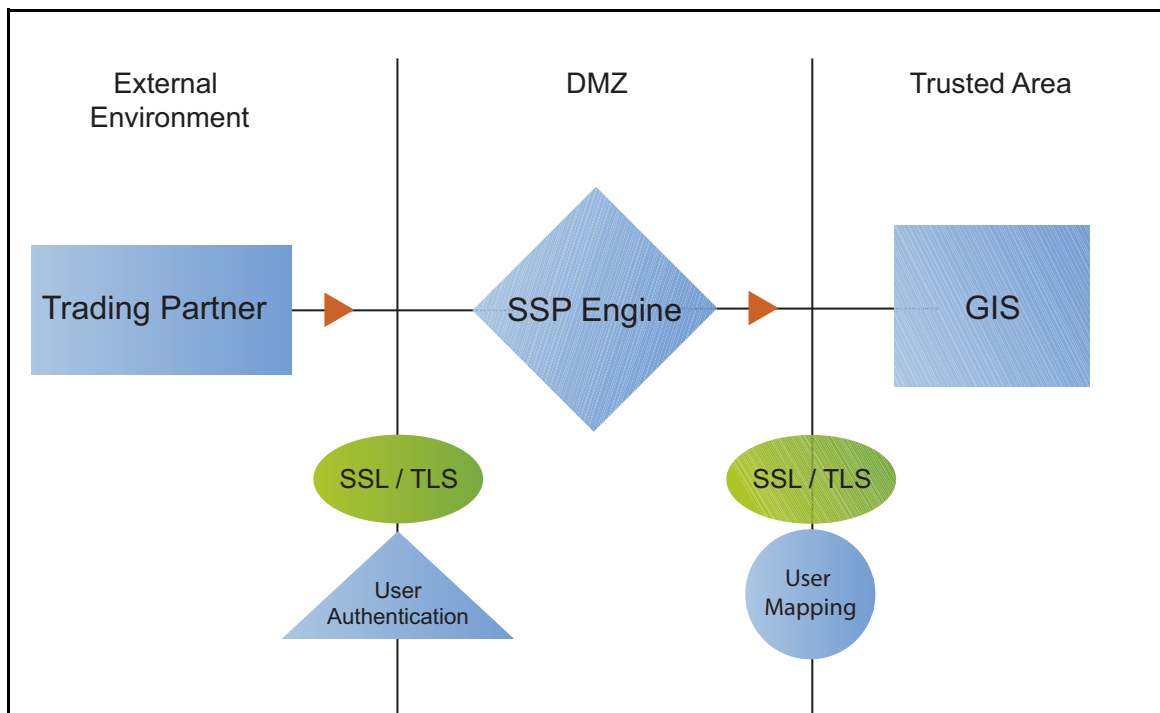 External
Environment
DMZ
Trusted Area
Trading Partner
SSP Engine
GIS
SSL / TLS
SSL / TLS
User
Authentication
User
Mapping